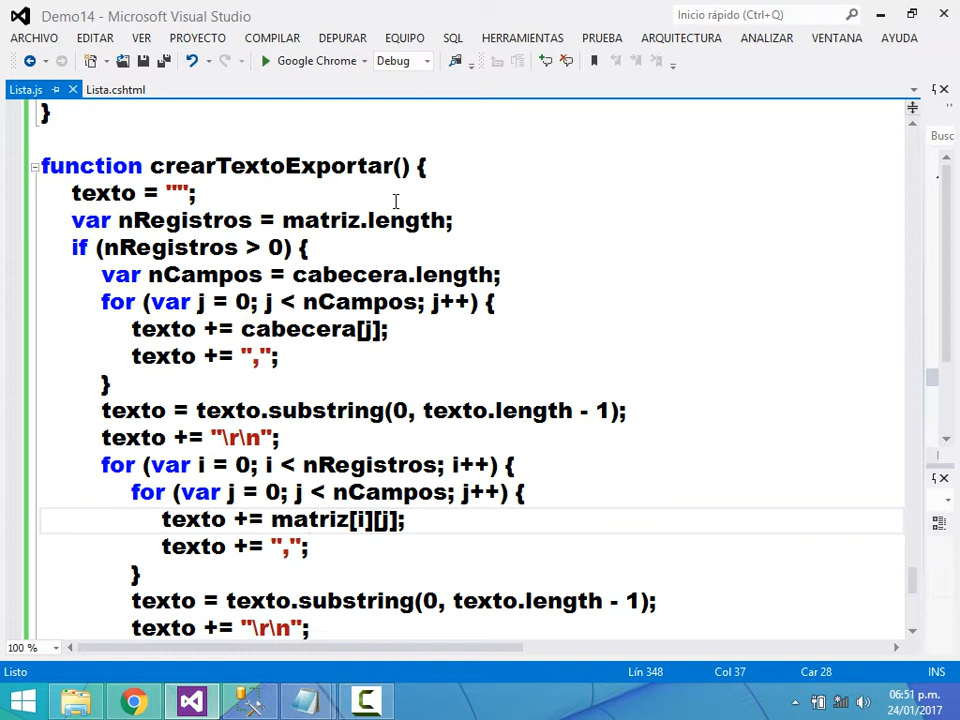 Demo14 - Microsoft Visual Studio
Inicio rápido (Ctrl+Q)
ARCHIVO EDITAR VER PROYECTO COMPILAR DEPURAR EQUIPO SQL HERRAMIENTAS PRUEBA ARQUITECTURA ANALIZAR VENTANA AYUDA
Google Chrome Debug
Lista.js Lista.cshtml
}
Busc
function crearTextoExportar() {
texto = "";
var nRegistros = matriz.length;
if (nRegistros > 0) {
var nCampos = cabecera.length;
for (var j = 0; j < nCampos; j++) {
texto += cabecera[j];
texto += ",";
}
texto = texto.substring(0, texto.length - 1);
texto += "\r\n";
for (var i = 0; i < nRegistros; i++) {
for (var j = 0; j < nCampos; j++) {
texto += matriz[i][j];
texto += ",";
}
texto = texto.substring(0, texto.length - 1);
texto += "\r\n";
100 %
Listo Lín 348 Col 37 Car 28 INS
06:51 p.m.
24/01/2017